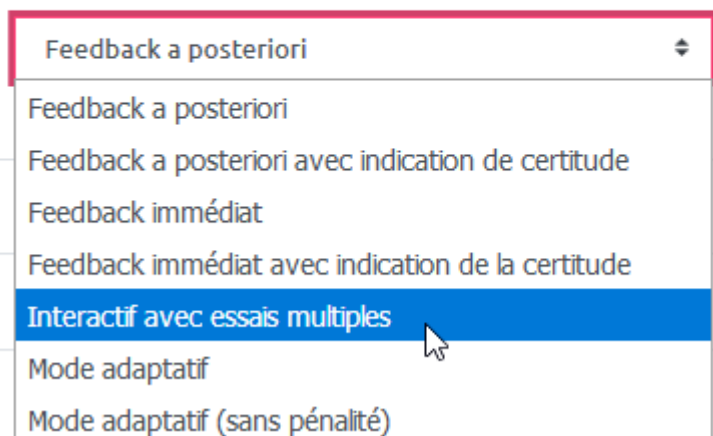 Feedback a posteriori
Feedback a posteriori
Feedback a posteriori avec indication de certitude
Feedback immédiat
Feedback immédiat avec indication de la certitude
Interactif avec essais multiples
Mode adaptatif
Mode adaptatif (sans pénalité)